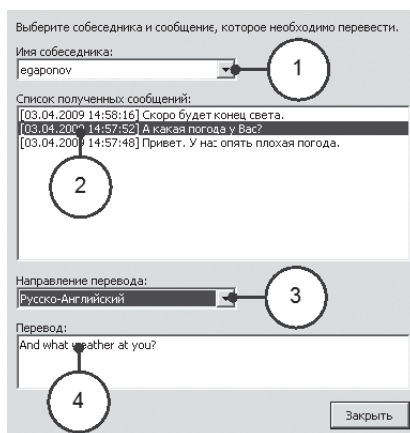 Выберите собеседника и сообщение, которое необходимо перевести.
Имя собеседника:
egaponov
1
Список полученных сообщений:
[03.04.2009 14:58:16] Скоро будет конец света.
[03.04.2009 14:57:52] А какая погода у Вас?
[03.04.2009 14:57:48] Привет. У нас опять плохая погода.
2
Направление перевода:
Русско-Английский
3
Перевод:
And what weather at you?
4
Закрыть